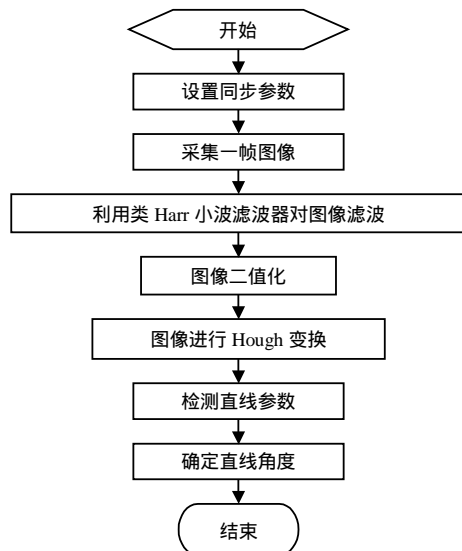 开始
设置同步参数
采集一帧图像
利用类 Harr 小波滤波器对图像滤波
图像二值化
图像进行 Hough 变换
检测直线参数
确定直线角度
结束